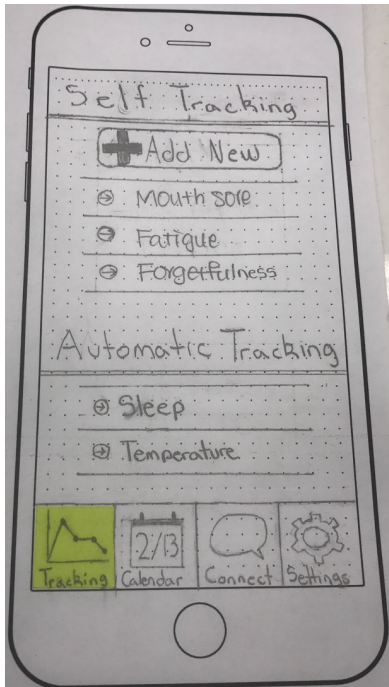 Self Tracking
Add New
Mouth sore
Fatigue
Forgetfulness
Automatic Tracking
Sleep
Temperature
2/13
Tracking Calendar Connect Settings